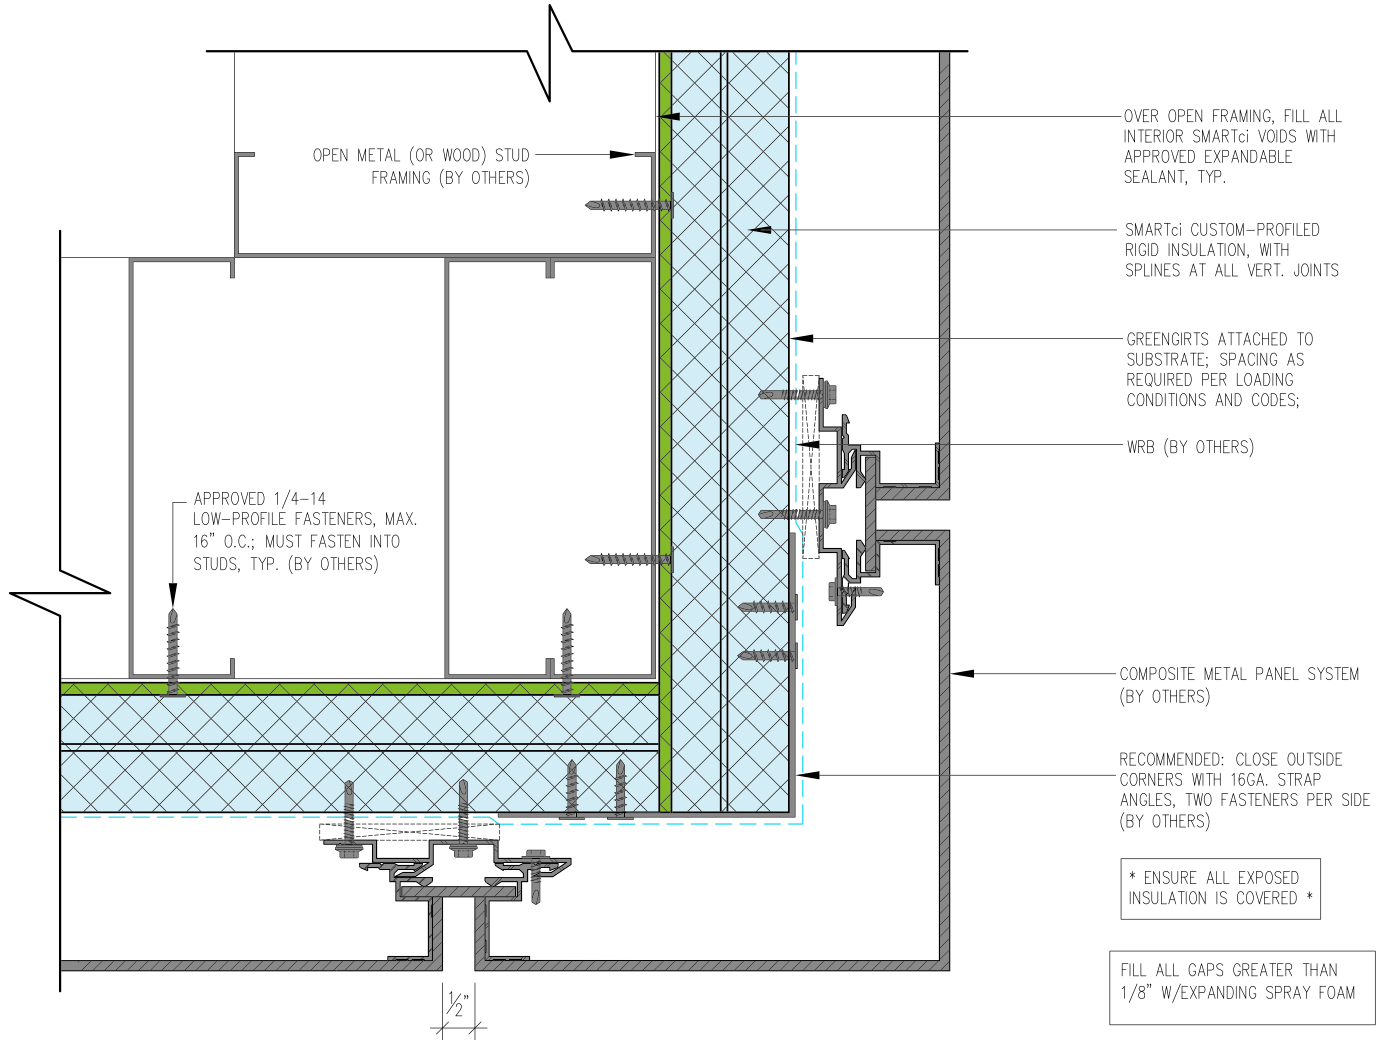 OPEN METAL (OR WOOD) STUD
FRAMING (BY OTHERS)
APPROVED 1/4-14
LOW-PROFILE FASTENERS, MAX.
16" O.C.; MUST FASTEN INTO
STUDS, TYP. (BY OTHERS)
OVER OPEN FRAMING, FILL ALL
INTERIOR SMARTci VOIDS WITH
APPROVED EXPANDABLE
SEALANT, TYP.
SMARTci CUSTOM-PROFILED
RIGID INSULATION, WITH
SPLINES AT ALL VERT. JOINTS
GREENGIRTS ATTACHED TO
SUBSTRATE; SPACING AS
REQUIRED PER LOADING
CONDITIONS AND CODES;
WRB (BY OTHERS)
COMPOSITE METAL PANEL SYSTEM
(BY OTHERS)
RECOMMENDED: CLOSE OUTSIDE
CORNERS WITH 16GA. STRAP
ANGLES, TWO FASTENERS PER SIDE
(BY OTHERS)
* ENSURE ALL EXPOSED
INSULATION IS COVERED *
FILL ALL GAPS GREATER THAN
1/8" W/EXPANDING SPRAY FOAM
1/2"